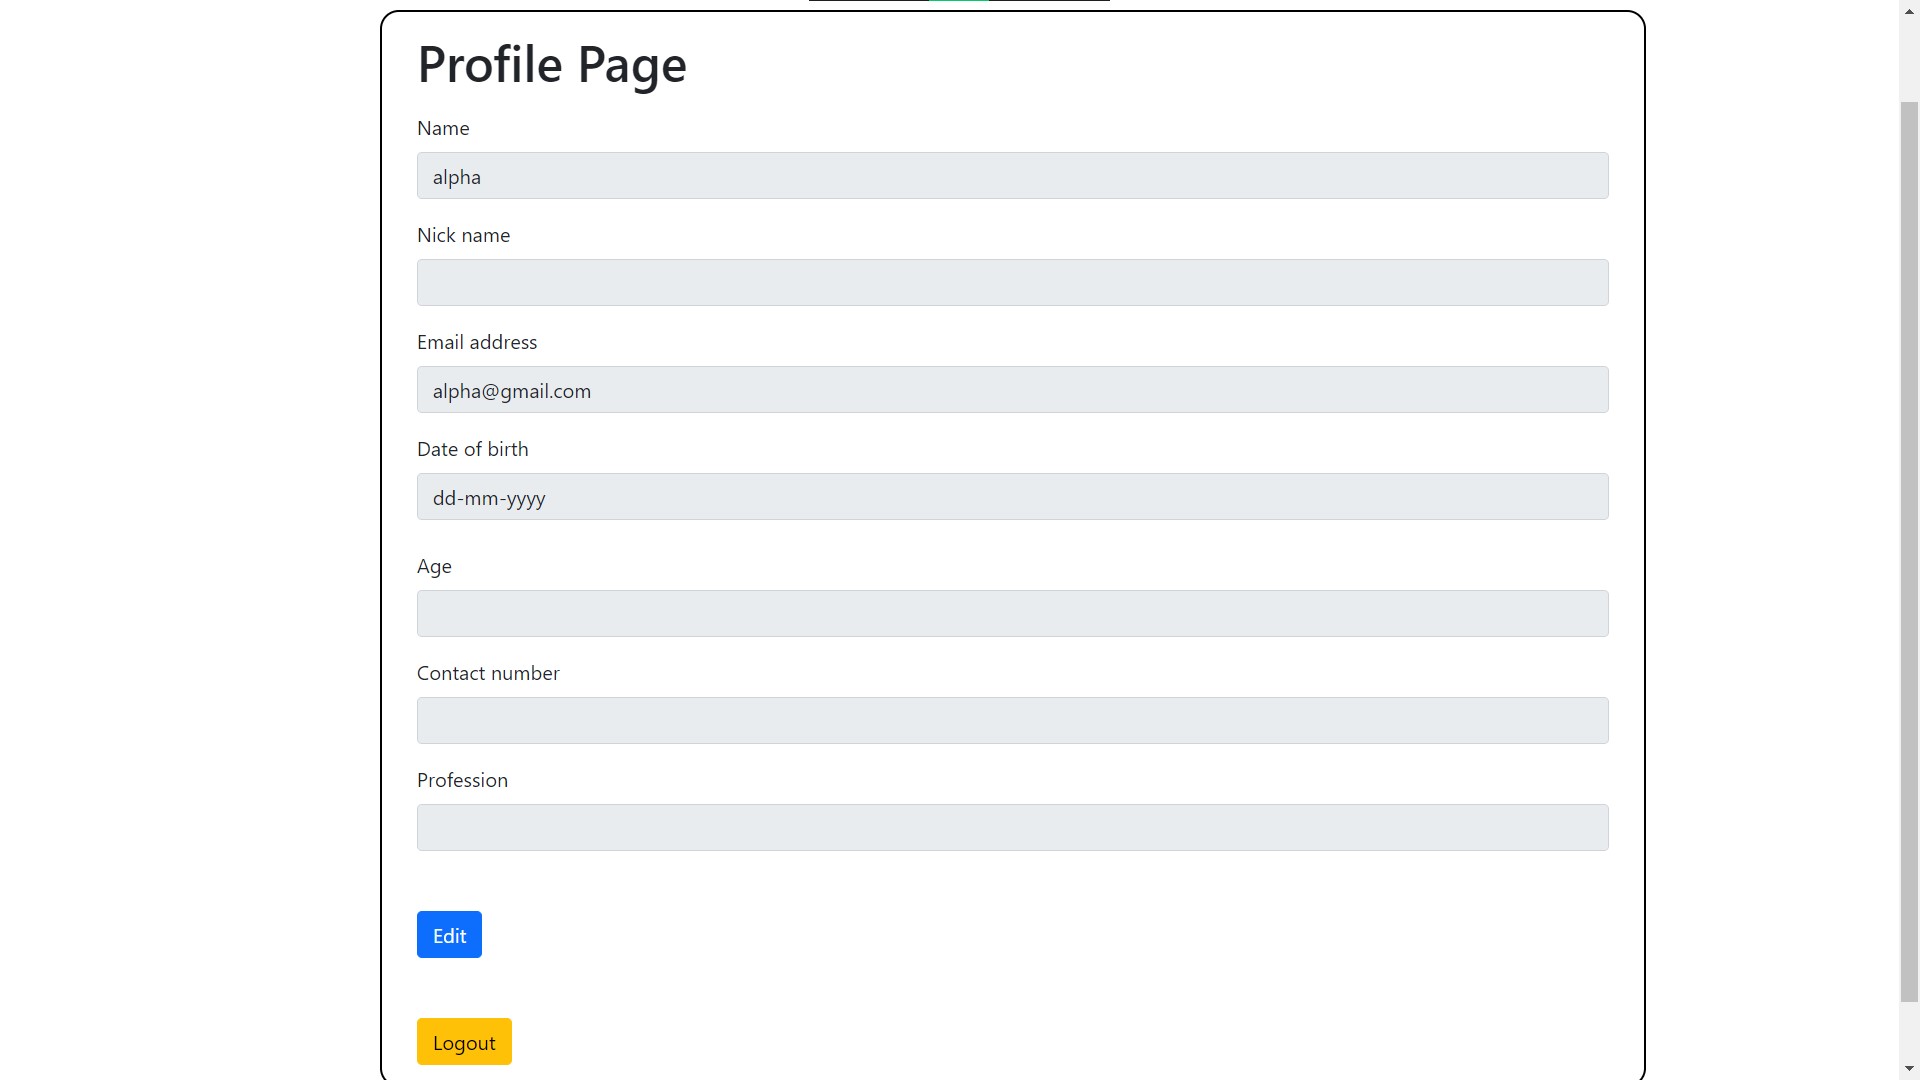 Profile Page
Name
alpha
Nick name
Email address
alpha@gmail.com
Date of birth
dd-mm-yyyy
Age
Contact number
Profession
Edit
Logout